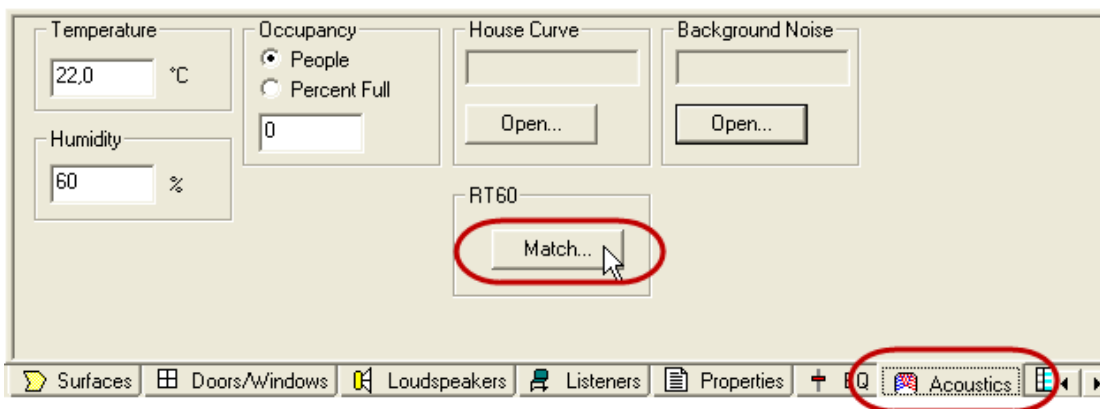 Temperature
22,0 °C
Humidity
60 %
Occupancy
People
Percent Full
0
House Curve
Open...
Background Noise
Open...
RT60
Match...
Surfaces Doors/Windows Loudspeakers Listeners Properties EQ Acoustics